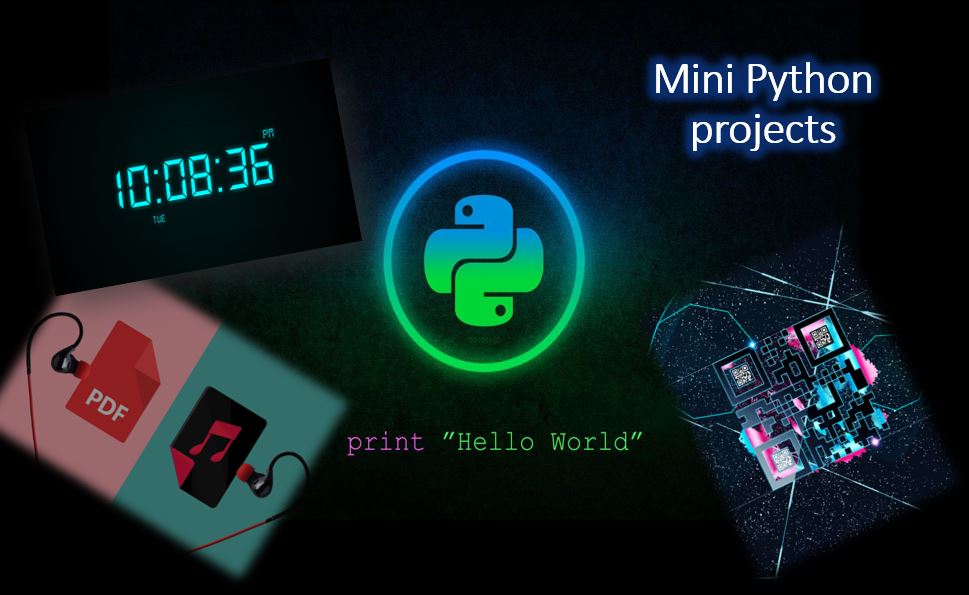 Mini Python
projects
PM
10:08:36
TUE
PDF
print ”Hello World”